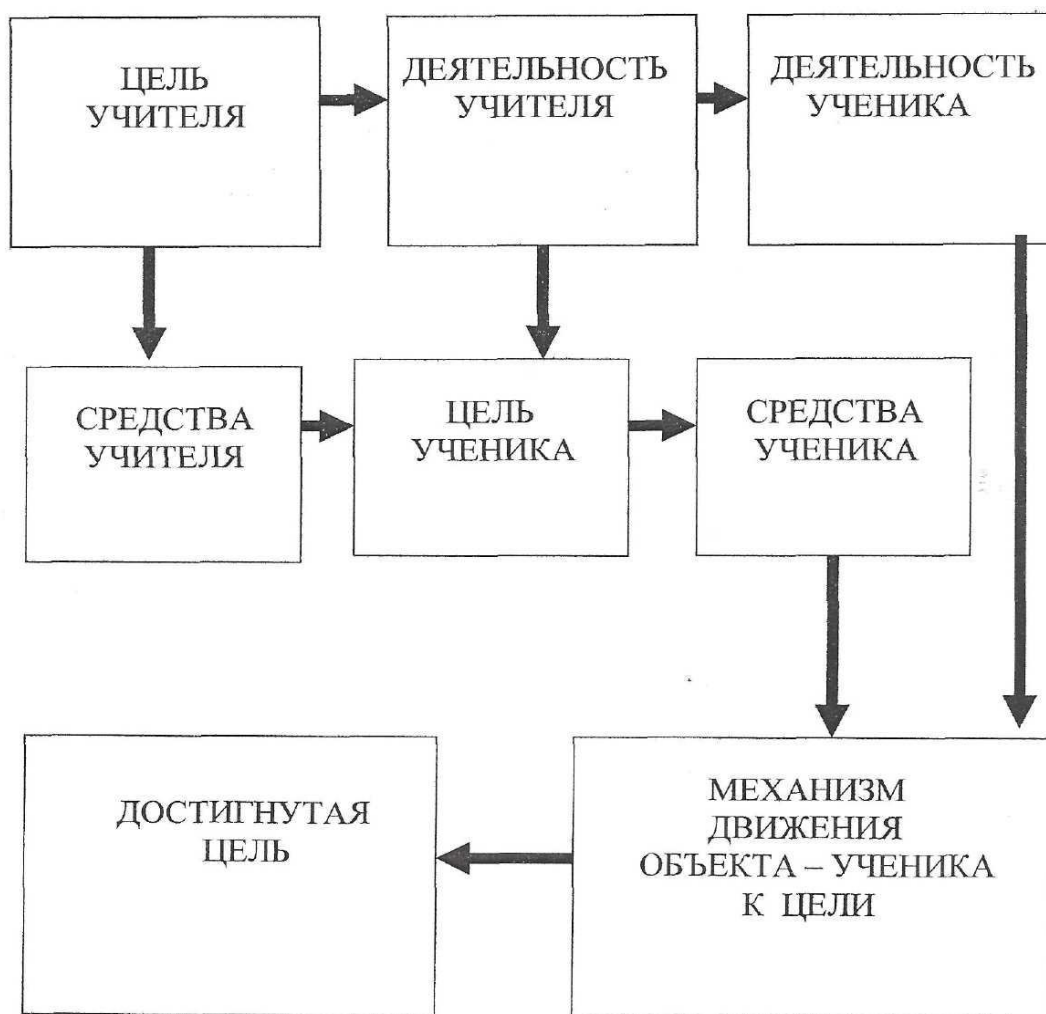 ЦЕЛЬ
УЧИТЕЛЯ
ДЕЯТЕЛЬНОСТЬ
УЧИТЕЛЯ
ДЕЯТЕЛЬНОСТЬ
УЧЕНИКА
СРЕДСТВА
УЧИТЕЛЯ
ЦЕЛЬ
УЧЕНИКА
СРЕДСТВА
УЧЕНИКА
ДОСТИГНУТАЯ
ЦЕЛЬ
МЕХАНИЗМ
ДВИЖЕНИЯ
ОБЪЕКТА – УЧЕНИКА
К ЦЕЛИ